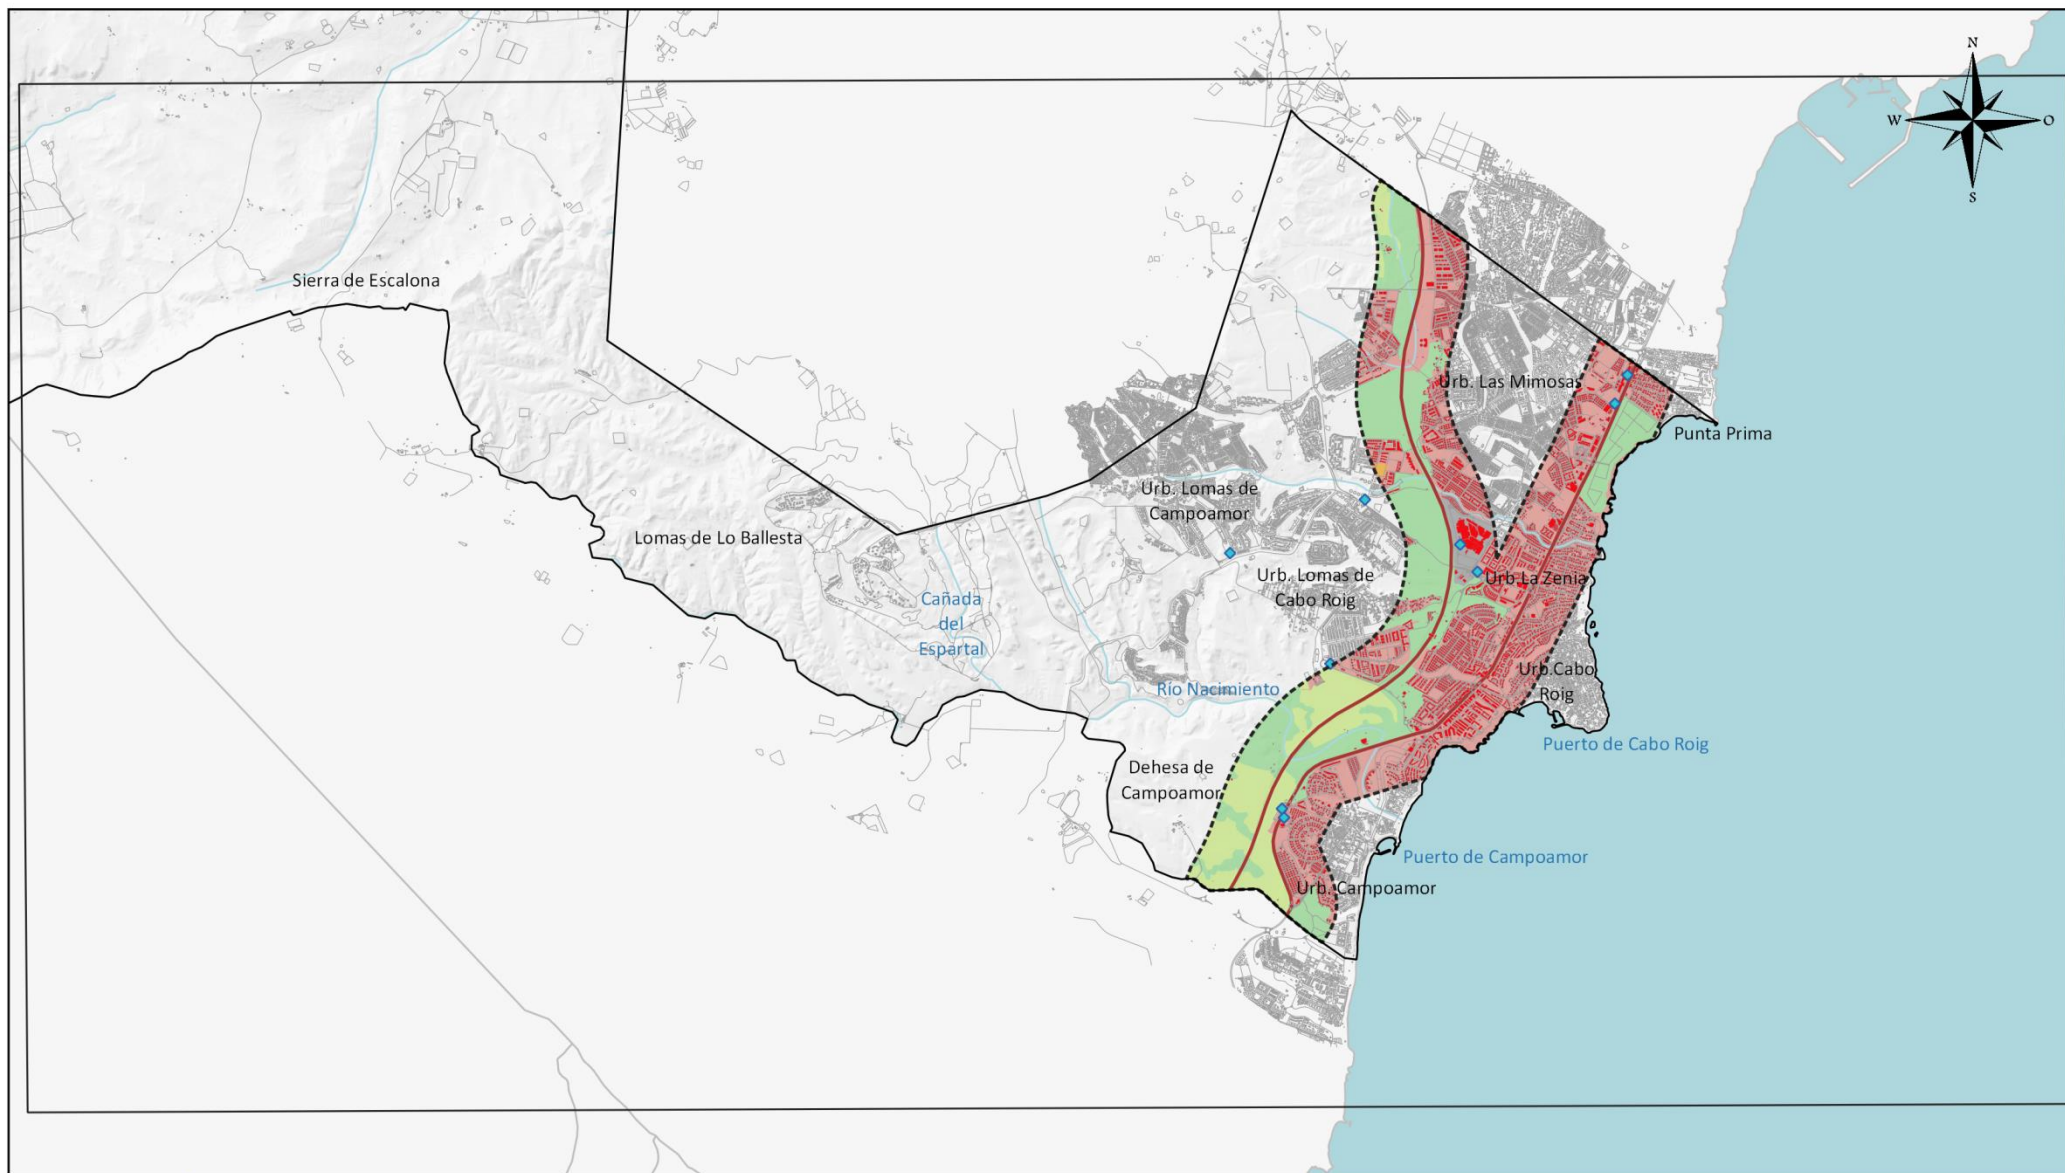 N
W
O
S
Sierra de Escalona
Urb. Las Mimosas
Punta Prima
Urb. Lomas de
Campoamor
Lomas de Lo Ballesta
Urb. Lomas de
Cabo Roig
Urb.La Zenia
Cañada
del
Espartal
Urb.Cabo
Roig
Río Nacimiento
Puerto de Cabo Roig
Dehesa de
Campoamor
Puerto de Campoamor
Urb. Campoamor